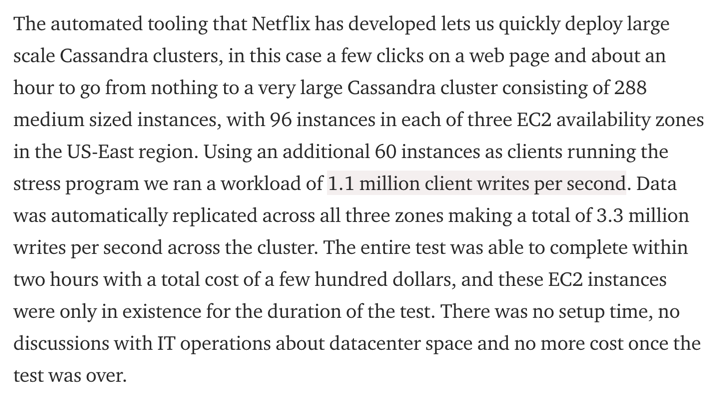 The automated tooling that Netflix has developed lets us quickly deploy large
scale Cassandra clusters, in this case a few clicks on a web page and about an
hour to go from nothing to a very large Cassandra cluster consisting of 288
medium sized instances, with 96 instances in each of three EC2 availability zones
in the US-East region. Using an additional 60 instances as clients running the
stress program we ran a workload of 1.1 million client writes per second. Data
was automatically replicated across all three zones making a total of 3.3 million
writes per second across the cluster. The entire test was able to complete within
two hours with a total cost of a few hundred dollars, and these EC2 instances
were only in existence for the duration of the test. There was no setup time, no
discussions with IT operations about datacenter space and no more cost once the
test was over.